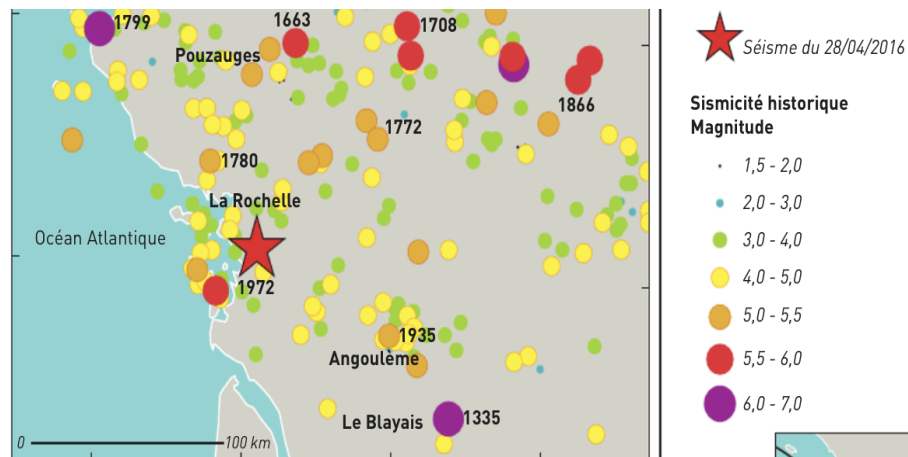 1799
1663
1708
Pouzauges
1866
1772
1780
La Rochelle
Océan Atlantique
1972
1935
Angoulème
Le Blayais
1335
0
100 km
Séisme du 28/04/2016
Sismicité historique
Magnitude
1,5 - 2,0
2,0 - 3,0
3,0 - 4,0
4,0 - 5,0
5,0 - 5,5
5,5 - 6,0
6,0 - 7,0